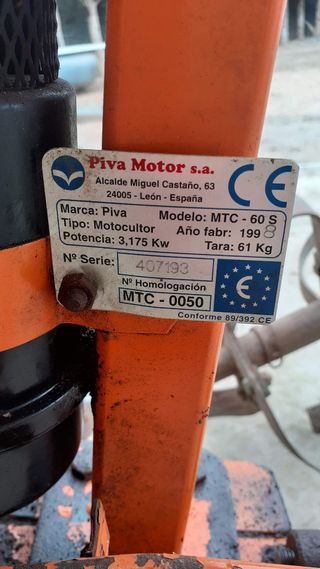 Piva Motor s.a.
Alcalde Miguel Castaño, 63
24005 - León - España
CE
Marca: Piva Modelo: MTC - 60 S
Tipo: Motocultor Año fabr: 1998
Potencia: 3,175 Kw Tara: 61 Kg
Nº Serie: 407193
Nº Homologación
MTC - 0050
Conforme 89/392 CE